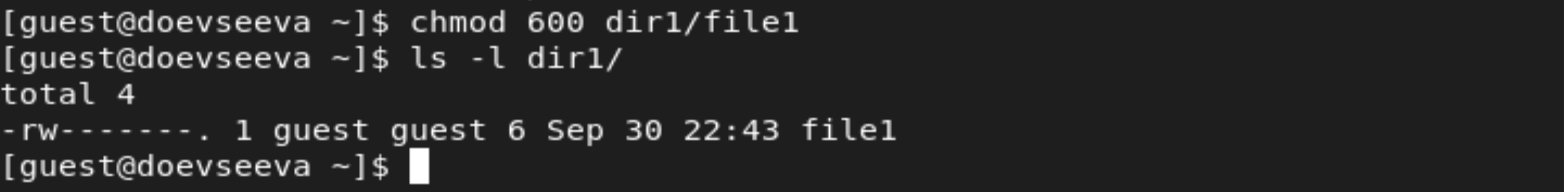 [guest@doevseeva ~]$ chmod 600 dir1/file1
[guest@doevseeva ~]$ ls -l dir1/
total 4
-rw-------. 1 guest guest 6 Sep 30 22:43 file1
[guest@doevseeva ~]$